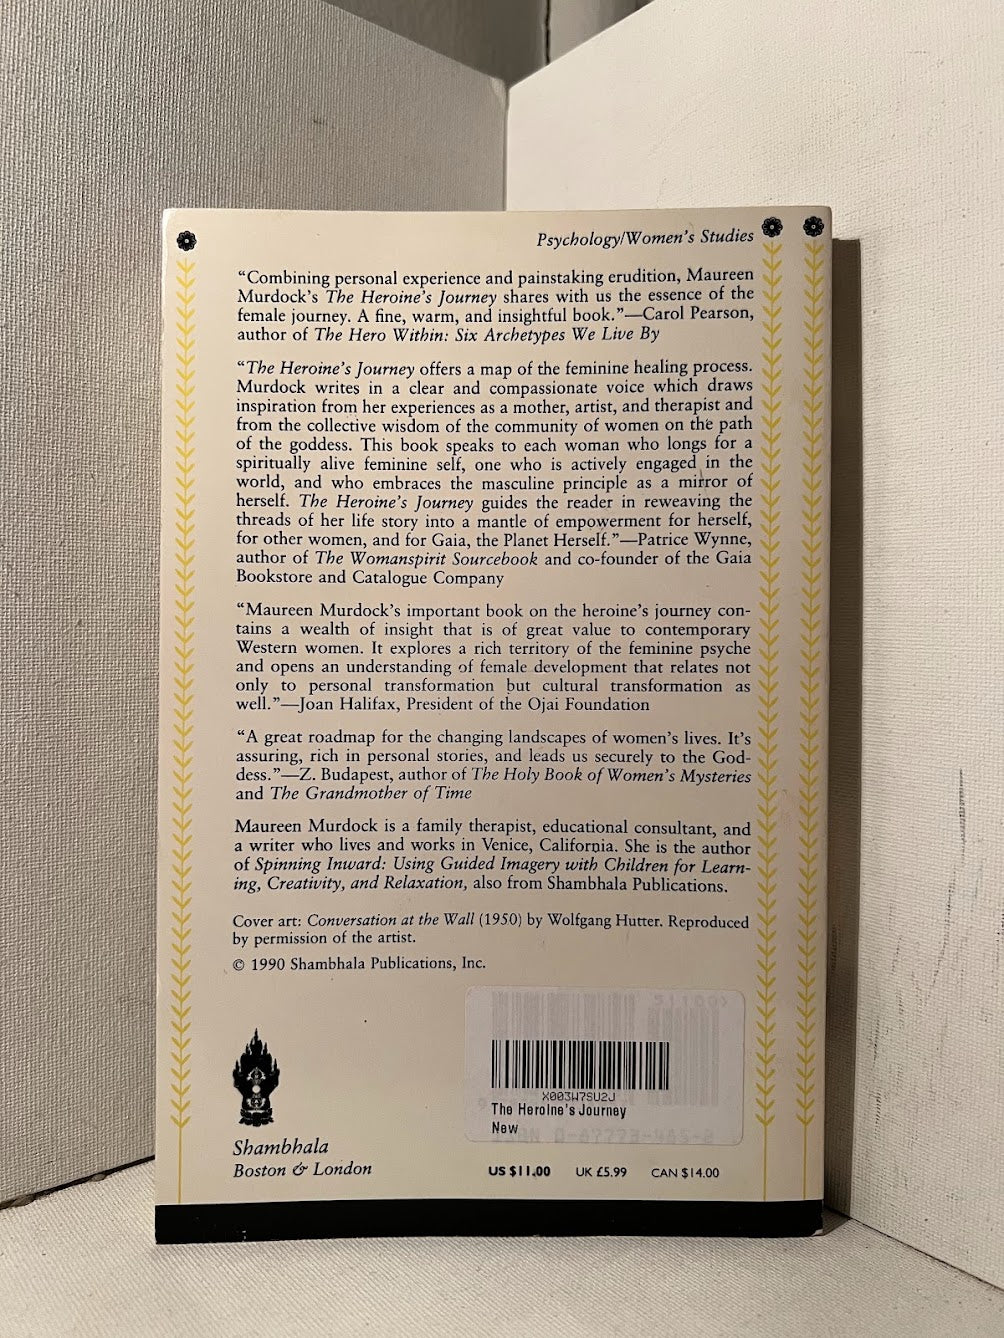 Psychology/Women's Studies
“Combining personal experience and painstaking erudition, Maureen
Murdock's The Heroine's Journey shares with us the essence of the
female journey. A fine, warm, and insightful book.”—Carol Pearson,
author of The Hero Within: Six Archetypes We Live By
“The Heroine's Journey offers a map of the feminine healing process.
Murdock writes in a clear and compassionate voice which draws
inspiration from her experiences as a mother, artist, and therapist and
from the collective wisdom of the community of women on the path
of the goddess. This book speaks to each woman who longs for a
spiritually alive feminine self, one who is actively engaged in the
world, and who embraces the masculine principle as a mirror of
herself. The Heroine's Journey guides the reader in reweaving the
threads of her life story into a mantle of empowerment for herself,
for other women, and for Gaia, the Planet Herself.”—Patrice Wynne,
author of The Womanspirit Sourcebook and co-founder of the Gaia
Bookstore and Catalogue Company
“Maureen Murdock's important book on the heroine's journey con-
tains a wealth of insight that is of great value to contemporary
Western women. It explores a rich territory of the feminine psyche
and opens an understanding of female development that relates not
only to personal transformation but cultural transformation as
well.”—Joan Halifax, President of the Ojai Foundation
“A great roadmap for the changing landscapes of women's lives. It's
assuring, rich in personal stories, and leads us securely to the God-
dess.”—Z. Budapest, author of The Holy Book of Women's Mysteries
and The Grandmother of Time
Maureen Murdock is a family therapist, educational consultant, and
a writer who lives and works in Venice, California. She is the author
of Spinning Inward: Using Guided Imagery with Children for Learn-
ing, Creativity, and Relaxation, also from Shambhala Publications.
Cover art: Conversation at the Wall (1950) by Wolfgang Hutter. Reproduced
by permission of the artist.
© 1990 Shambhala Publications, Inc.
51100>
X003W7SU2J
The Heroine's Journey
New
Shambhala
Boston & London
US $11.00 UK £5.99 CAN $14.00